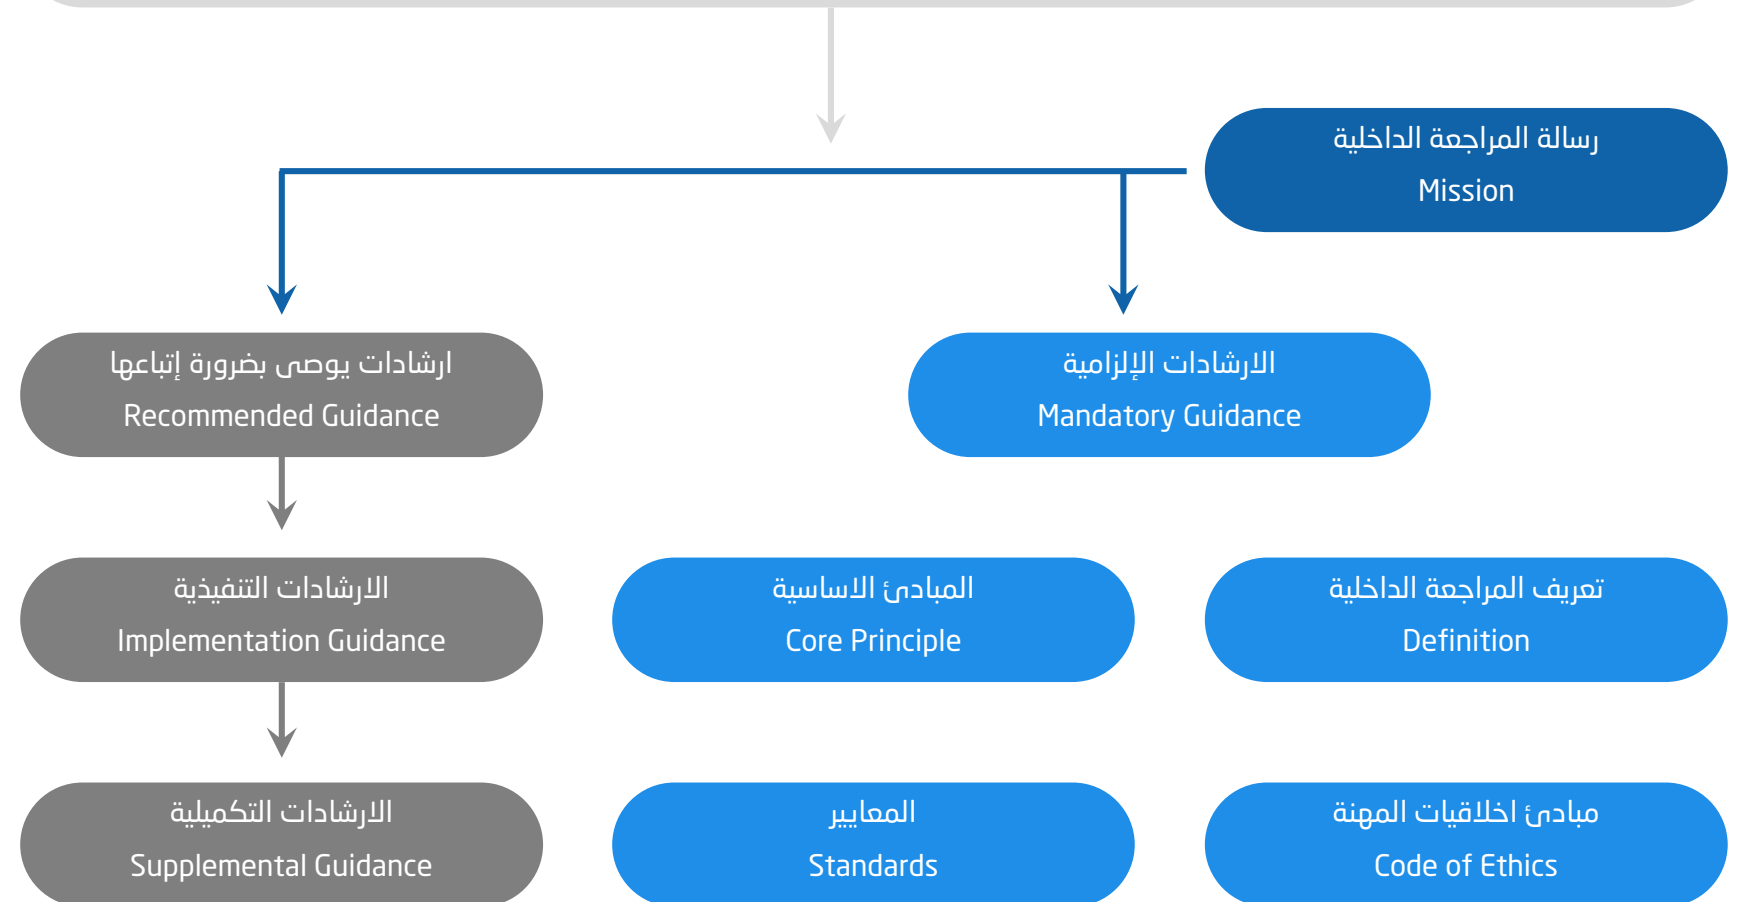 رسالة المراجعة الداخلية
Mission
الارشادات الإلزامية
Mandatory Guidance
ارشادات يوصى بضرورة إتباعها
Recommended Guidance
تعريف المراجعة الداخلية
Definition
المبادئ الاساسية
Core Principle
الارشادات التنفيذية
Implementation Guidance
مبادئ اخلاقيات المهنة
Code of Ethics
المعايير
Standards
الارشادات التكميلية
Supplemental Guidance